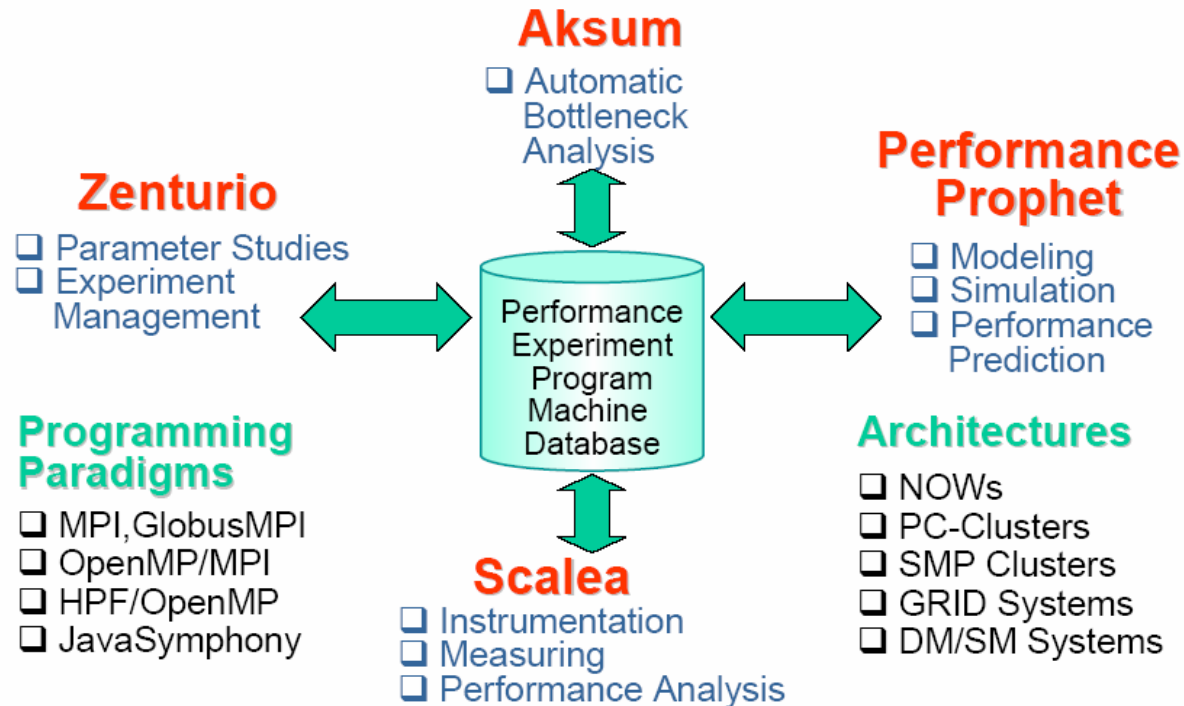 Aksum
❑ Automatic
Bottleneck
Analysis
Zenturio
❑ Parameter Studies
❑ Experiment
Management
Performance
Prophet
❑ Modeling
❑ Simulation
❑ Performance
Prediction
Performance
Experiment
Program
Machine
Database
Programming
Paradigms
❑ MPI,GlobusMPI
❑ OpenMP/MPI
❑ HPF/OpenMP
❑ JavaSymphony
Scalea
❑ Instrumentation
❑ Measuring
❑ Performance Analysis
Architectures
❑ NOWs
❑ PC-Clusters
❑ SMP Clusters
❑ GRID Systems
❑ DM/SM Systems